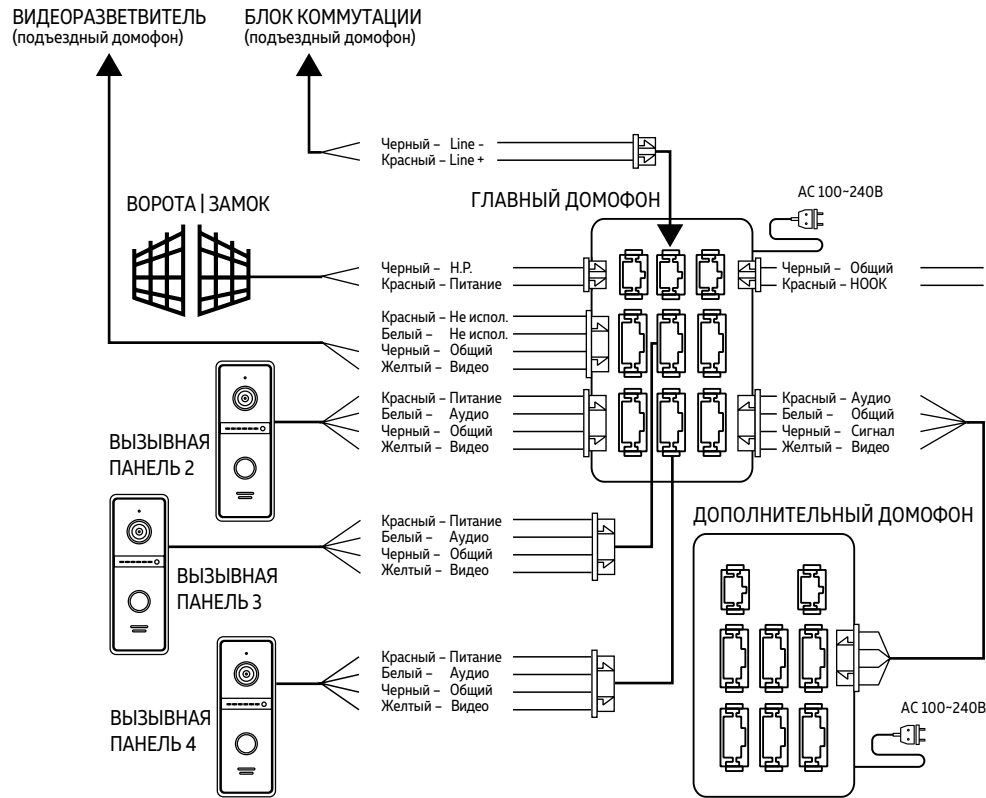 ВИДЕОРАЗВЕТВИТЕЛЬ
(подъездный домофон)
БЛОК КОММУТАЦИИ
(подъездный домофон)
Черный – Line -
Красный – Line +
ГЛАВНЫЙ ДОМОФОН
AC 100~240В
ВОРОТА | ЗАМОК
Черный – Н.Р.
Красный – Питание
Черный – Общий
Красный – НООК
Красный – Не испол.
Белый – Не испол.
Черный – Общий
Желтый – Видео
Красный – Питание
Белый – Аудио
Черный – Общий
Желтый – Видео
Красный – Аудио
Белый – Общий
Черный – Сигнал
Желтый – Видео
ВЫЗЫВНАЯ
ПАНЕЛЬ 2
ДОПОЛНИТЕЛЬНЫЙ ДОМОФОН
Красный – Питание
Белый – Аудио
Черный – Общий
Желтый – Видео
ВЫЗЫВНАЯ
ПАНЕЛЬ 3
Красный – Питание
Белый – Аудио
Черный – Общий
Желтый – Видео
ВЫЗЫВНАЯ
ПАНЕЛЬ 4
AC 100~240В